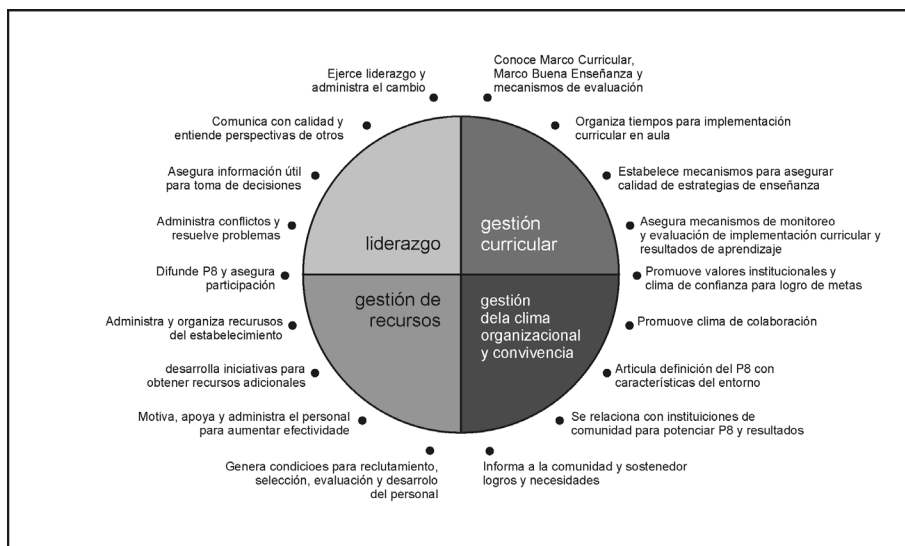 Ejerce liderazgo y
administra el cambio
Comunica con calidad y
entiende perspectivas de otros
Asegura información útil
para toma de decisiones
Administra conflictos y
resuelve problemas
Difunde P8 y asegura
participación
Administra y organiza recurusos
del establecimiento
desarrolla iniciativas para
obtener recursos adicionales
Motiva, apoya y administra el personal
para aumentar efectividade
Genera condicioes para reclutamiento,
selección, evaluación y desarrolo
del personal
liderazgo
gestión
curricular
gestión de
recursos
gestión
dela clima
organizacional
y convivencia
Conoce Marco Curricular,
Marco Buena Enseñanza y
mecanismos de evaluación
Organiza tiempos para implementación
curricular en aula
Estabelece mecanismos para asegurar
calidad de estrategias de enseñanza
Asegura mecanismos de monitoreo
y evaluación de implementación curricular y
resultados de aprendizaje
Promouve valores institucionales y
clima de confianza para logro de metas
Promouve clima de colaboración
Articula definición del P8 con
características del entorno
Se relaciona con instituiciones de
comunidad para potenciar P8 y resultados
Informa a la comunidad y sostenedor
logros y necesidades